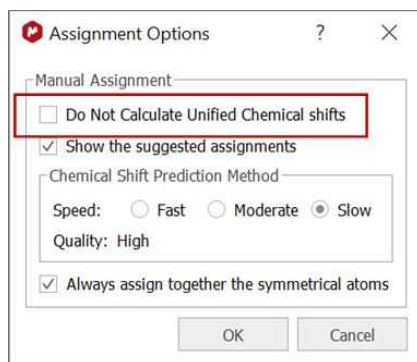 Assignment Options
Manual Assignment
Do Not Calculate Unified Chemical shifts
Show the suggested assignments
Chemical Shift Prediction Method
Speed: Fast Moderate Slow
Quality: High
Always assign together the symmetrical atoms
OK Cancel